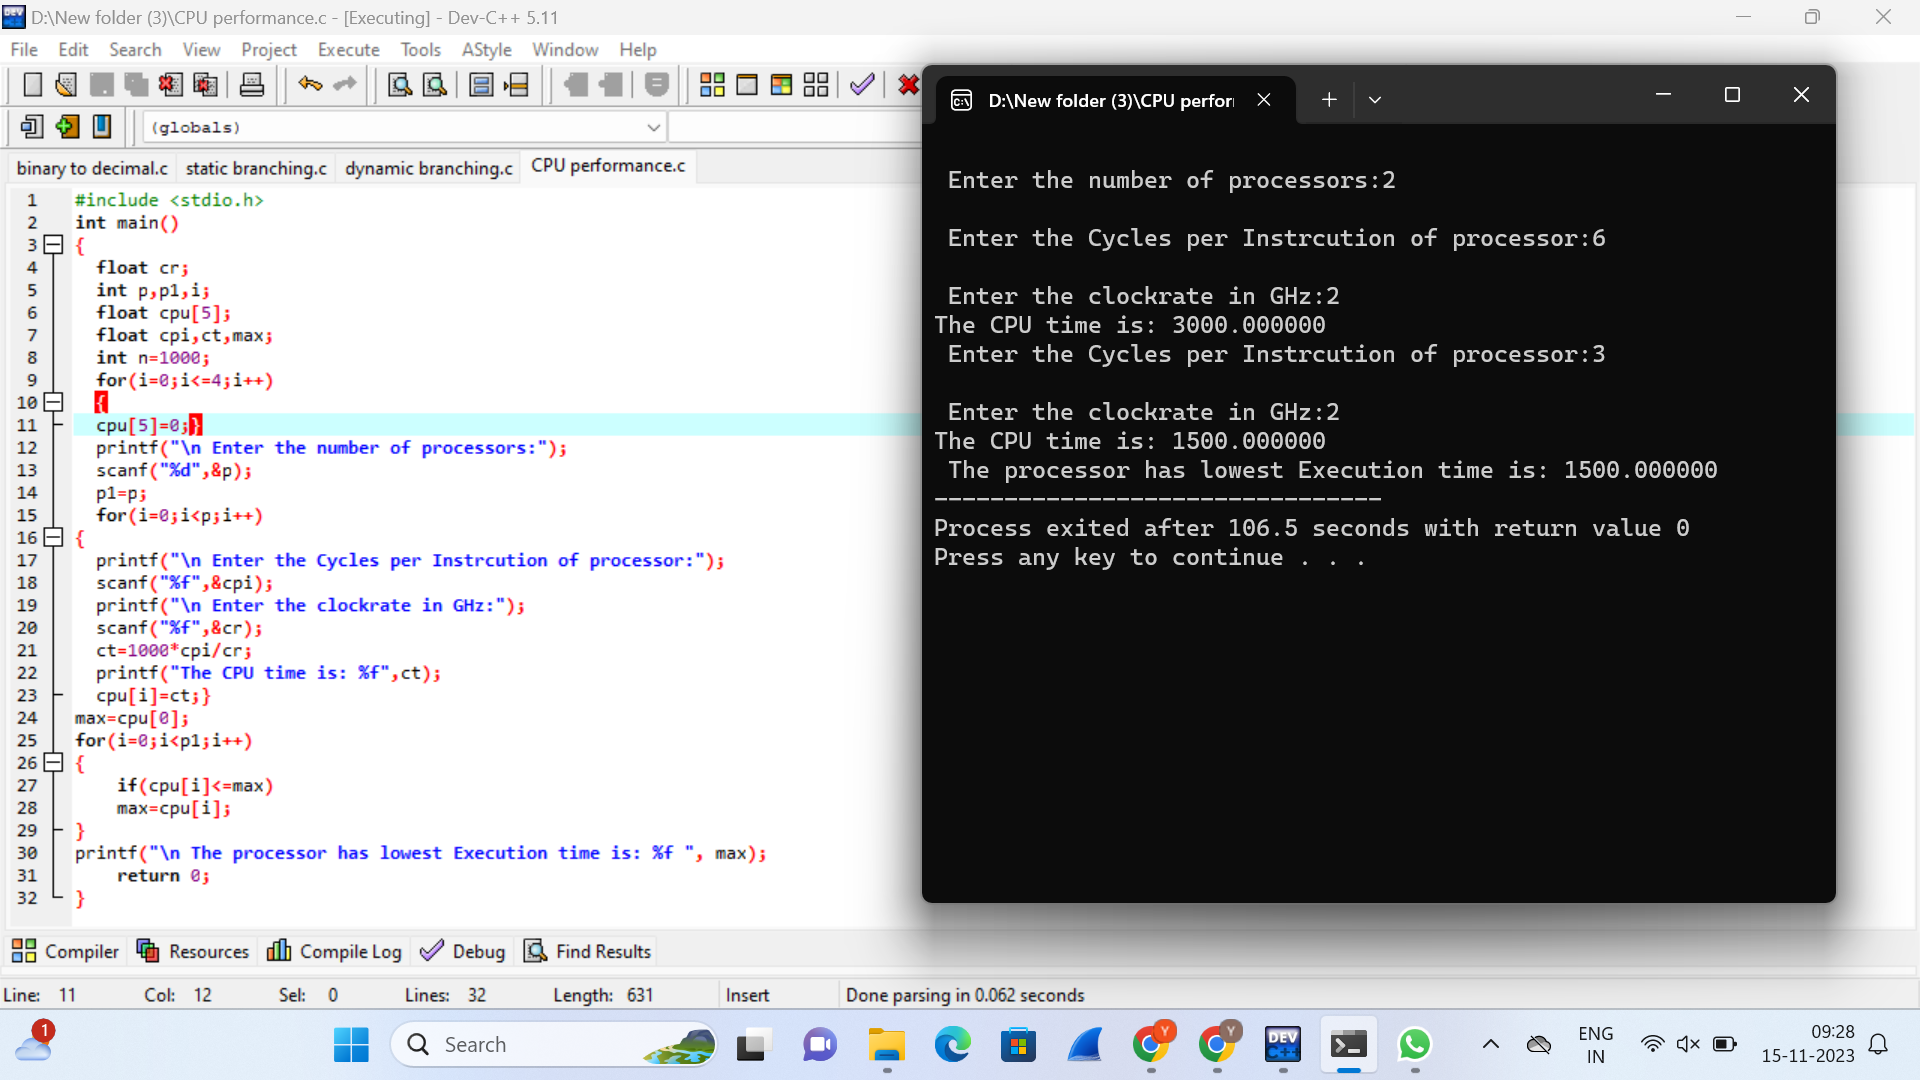 D:\New folder (3)\CPU performance.c - [Executing] - Dev-C++ 5.11
File Edit Search View Project Execute Tools AStyle Window Help
(globals)
binary to decimal.c static branching.c dynamic branching.c CPU performance.c
1 #include <stdio.h>
2 int main()
3 {
4 float cr;
5 int p,p1,i;
6 float cpu[5];
7 float cpi,ct,max;
8 int n=1000;
9 for(i=0;i<=4;i++)
10 {
11 cpu[5]=0;}
12 printf("\n Enter the number of processors:");
13 scanf("%d",&p);
14 p1=p;
15 for(i=0;i<p;i++)
16 {
17 printf("\n Enter the Cycles per Instrcution of processor:");
18 scanf("%f",&cpi);
19 printf("\n Enter the clockrate in GHz:");
20 scanf("%f",&cr);
21 ct=1000*cpi/cr;
22 printf("The CPU time is: %f",ct);
23 cpu[i]=ct;}
24 max=cpu[0];
25 for(i=0;i<p1;i++)
26 {
27 if(cpu[i]<=max)
28 max=cpu[i];
29 }
30 printf("\n The processor has lowest Execution time is: %f ", max);
31 return 0;
32 }
D:\New folder (3)\CPU perfor
Enter the number of processors:2
Enter the Cycles per Instrcution of processor:6
Enter the clockrate in GHz:2
The CPU time is: 3000.000000
Enter the Cycles per Instrcution of processor:3
Enter the clockrate in GHz:2
The CPU time is: 1500.000000
The processor has lowest Execution time is: 1500.000000
--------------------------------
Process exited after 106.5 seconds with return value 0
Press any key to continue . . .
Compiler Resources Compile Log Debug Find Results
Line: 11 Col: 12 Sel: 0 Lines: 32 Length: 631 Insert Done parsing in 0.062 seconds
1 Search Y Y DEV C++ ENG IN 09:28 15-11-2023